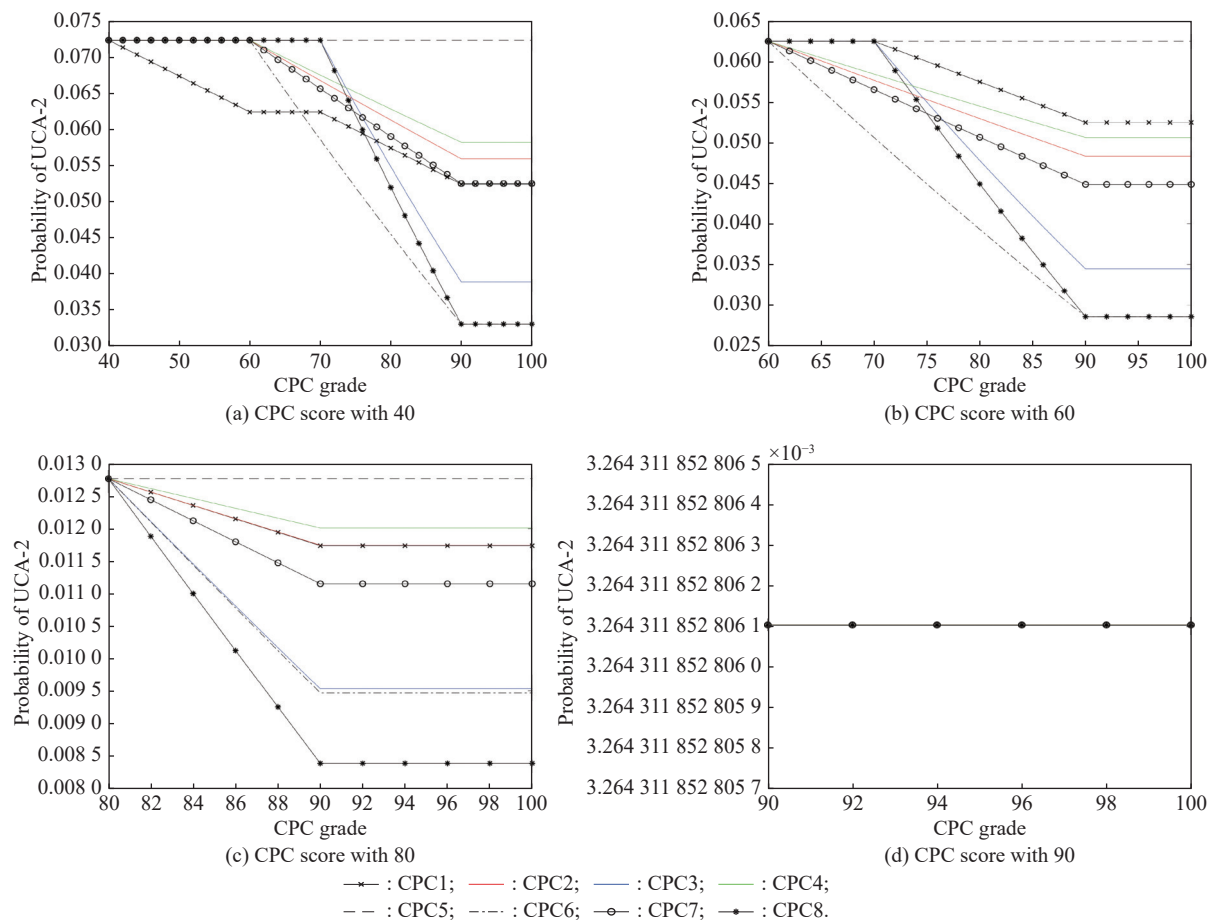 0.075
0.070
0.065
0.060
0.055
0.050
0.045
0.040
0.035
0.030
Probability of UCA-2
40 50 60 70 80 90 100
CPC grade
(a) CPC score with 40
0.065
0.060
0.055
0.050
0.045
0.040
0.035
0.030
0.025
Probability of UCA-2
60 65 70 75 80 85 90 95 100
CPC grade
(b) CPC score with 60
0.013 0
0.012 5
0.012 0
0.011 5
0.011 0
0.010 5
0.010 0
0.009 5
0.009 0
0.008 5
0.008 0
Probability of UCA-2
80 82 84 86 88 90 92 94 96 98 100
CPC grade
(c) CPC score with 80
×10⁻³
3.264 311 852 806 5
3.264 311 852 806 3
3.264 311 852 806 2
3.264 311 852 806 1
3.264 311 852 806 0
3.264 311 852 805 9
3.264 311 852 805 8
3.264 311 852 805 7
Probability of UCA-2
90 92 94 96 98 100
CPC grade
(d) CPC score with 90
: CPC1; : CPC2; : CPC3; : CPC4;
: CPC5; : CPC6; : CPC7; : CPC8.